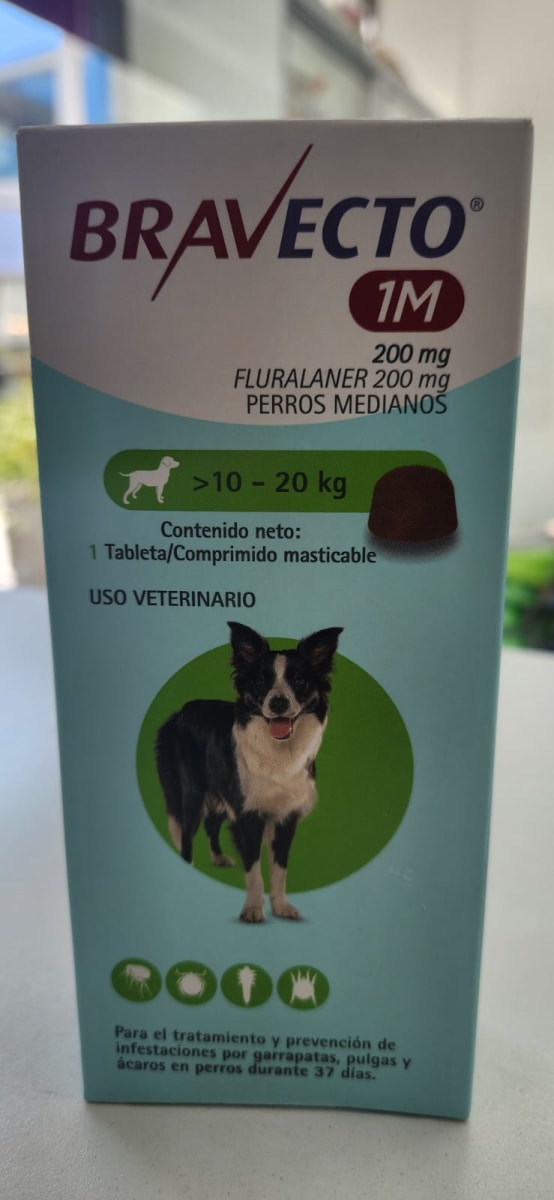 BRAVECTO®
1M
200 mg
FLURALANER 200 mg
PERROS MEDIANOS
>10 - 20 kg
Contenido neto:
1 Tableta/Comprimido masticable
USO VETERINARIO
Para el tratamiento y prevención de
infestaciones por garrapatas, pulgas y
ácaros en perros durante 37 días.